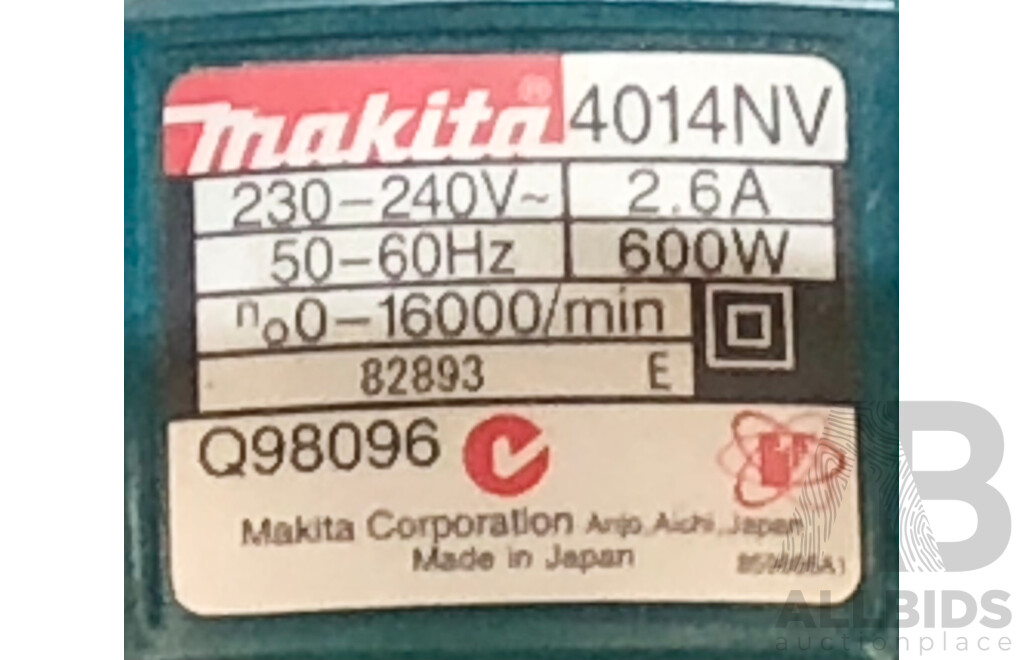 makita® 4014NV
230–240V~ 2.6A
50–60Hz 600W
n₀0–16000/min
82893 E
Q98096
Makita Corporation Anjo, Aichi, Japan
Made in Japan
ALLBIDS
auctionplace